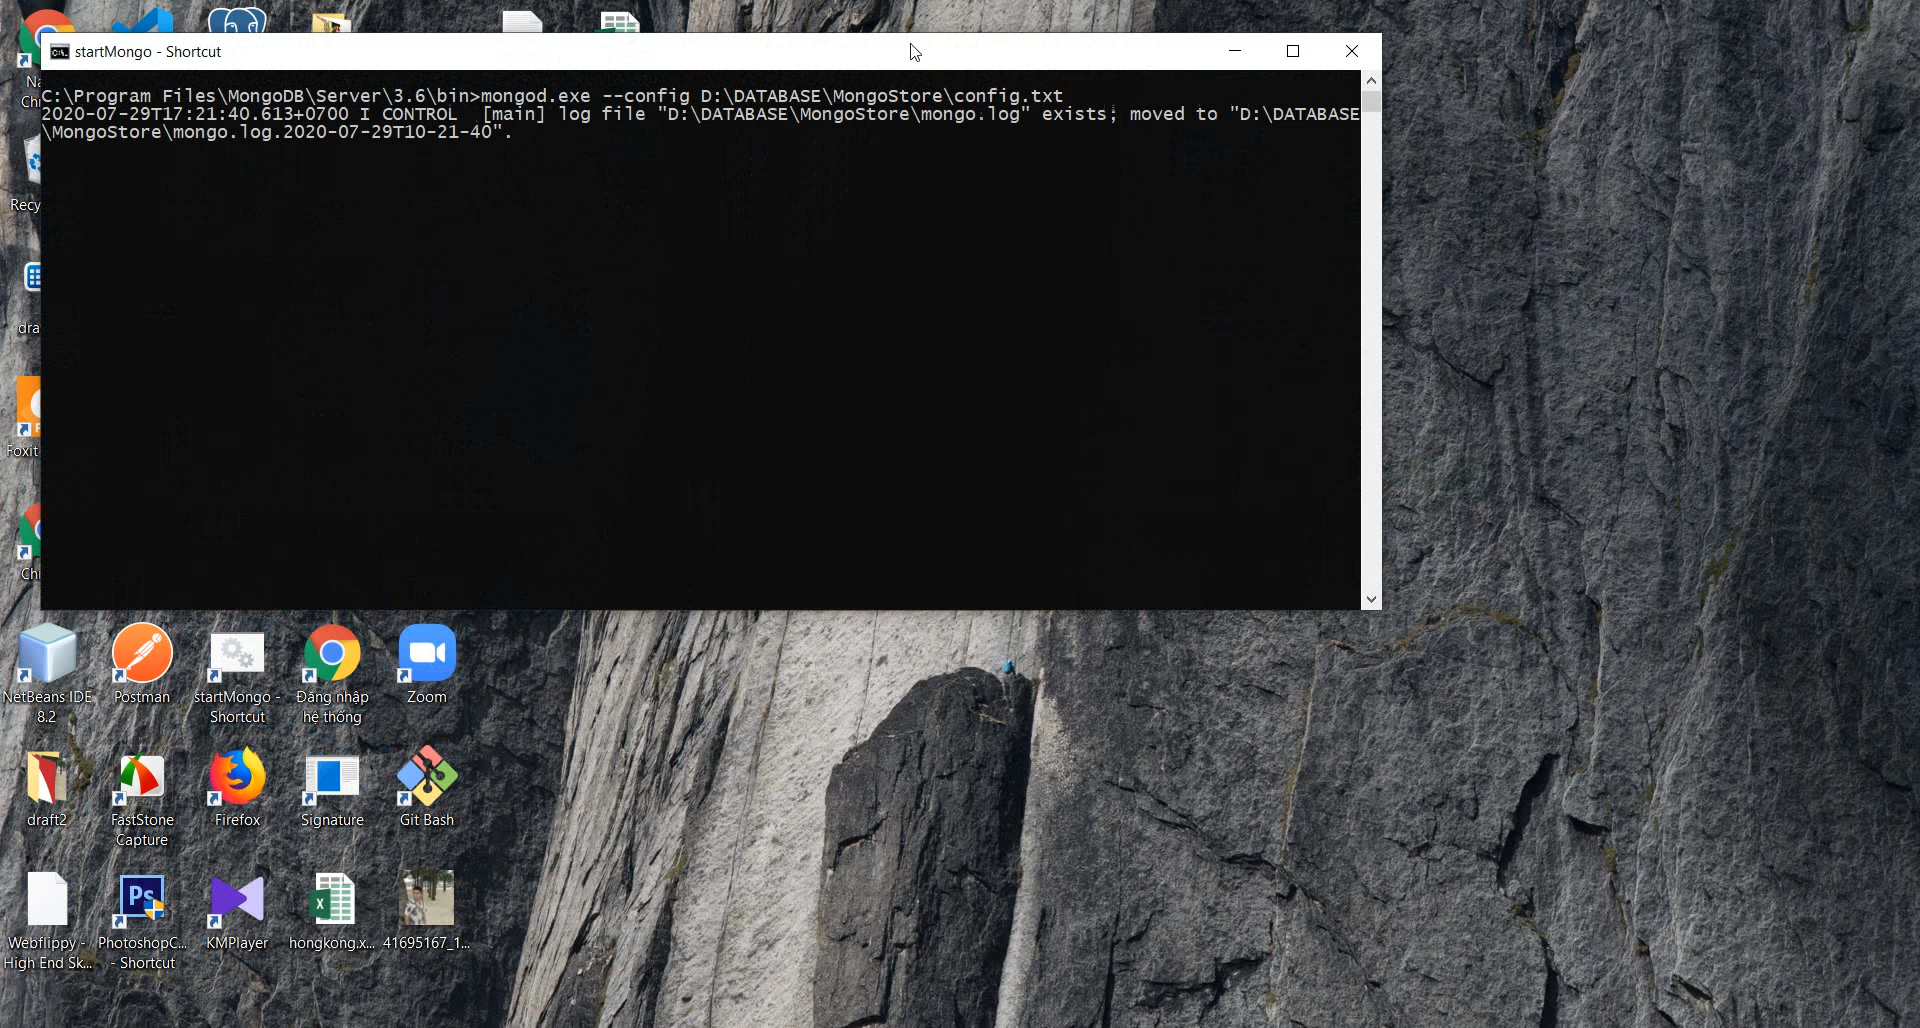 startMongo - Shortcut
C:\Program Files\MongoDB\Server\3.6\bin>mongod.exe --config D:\DATABASE\MongoStore\config.txt
2020-07-29T17:21:40.613+0700 I CONTROL  [main] log file "D:\DATABASE\MongoStore\mongo.log" exists; moved to "D:\DATABASE
\MongoStore\mongo.log.2020-07-29T10-21-40".
Na
Ch
Recy
dra
Foxit
Ch
NetBeans IDE
8.2
Postman
startMongo -
Shortcut
Đăng nhập
hệ thống
Zoom
draft2
FastStone
Capture
Firefox
Signature
Git Bash
Webflippy -
High End Sk...
PhotoshopC...
- Shortcut
KMPlayer
hongkong.x...
41695167_1...